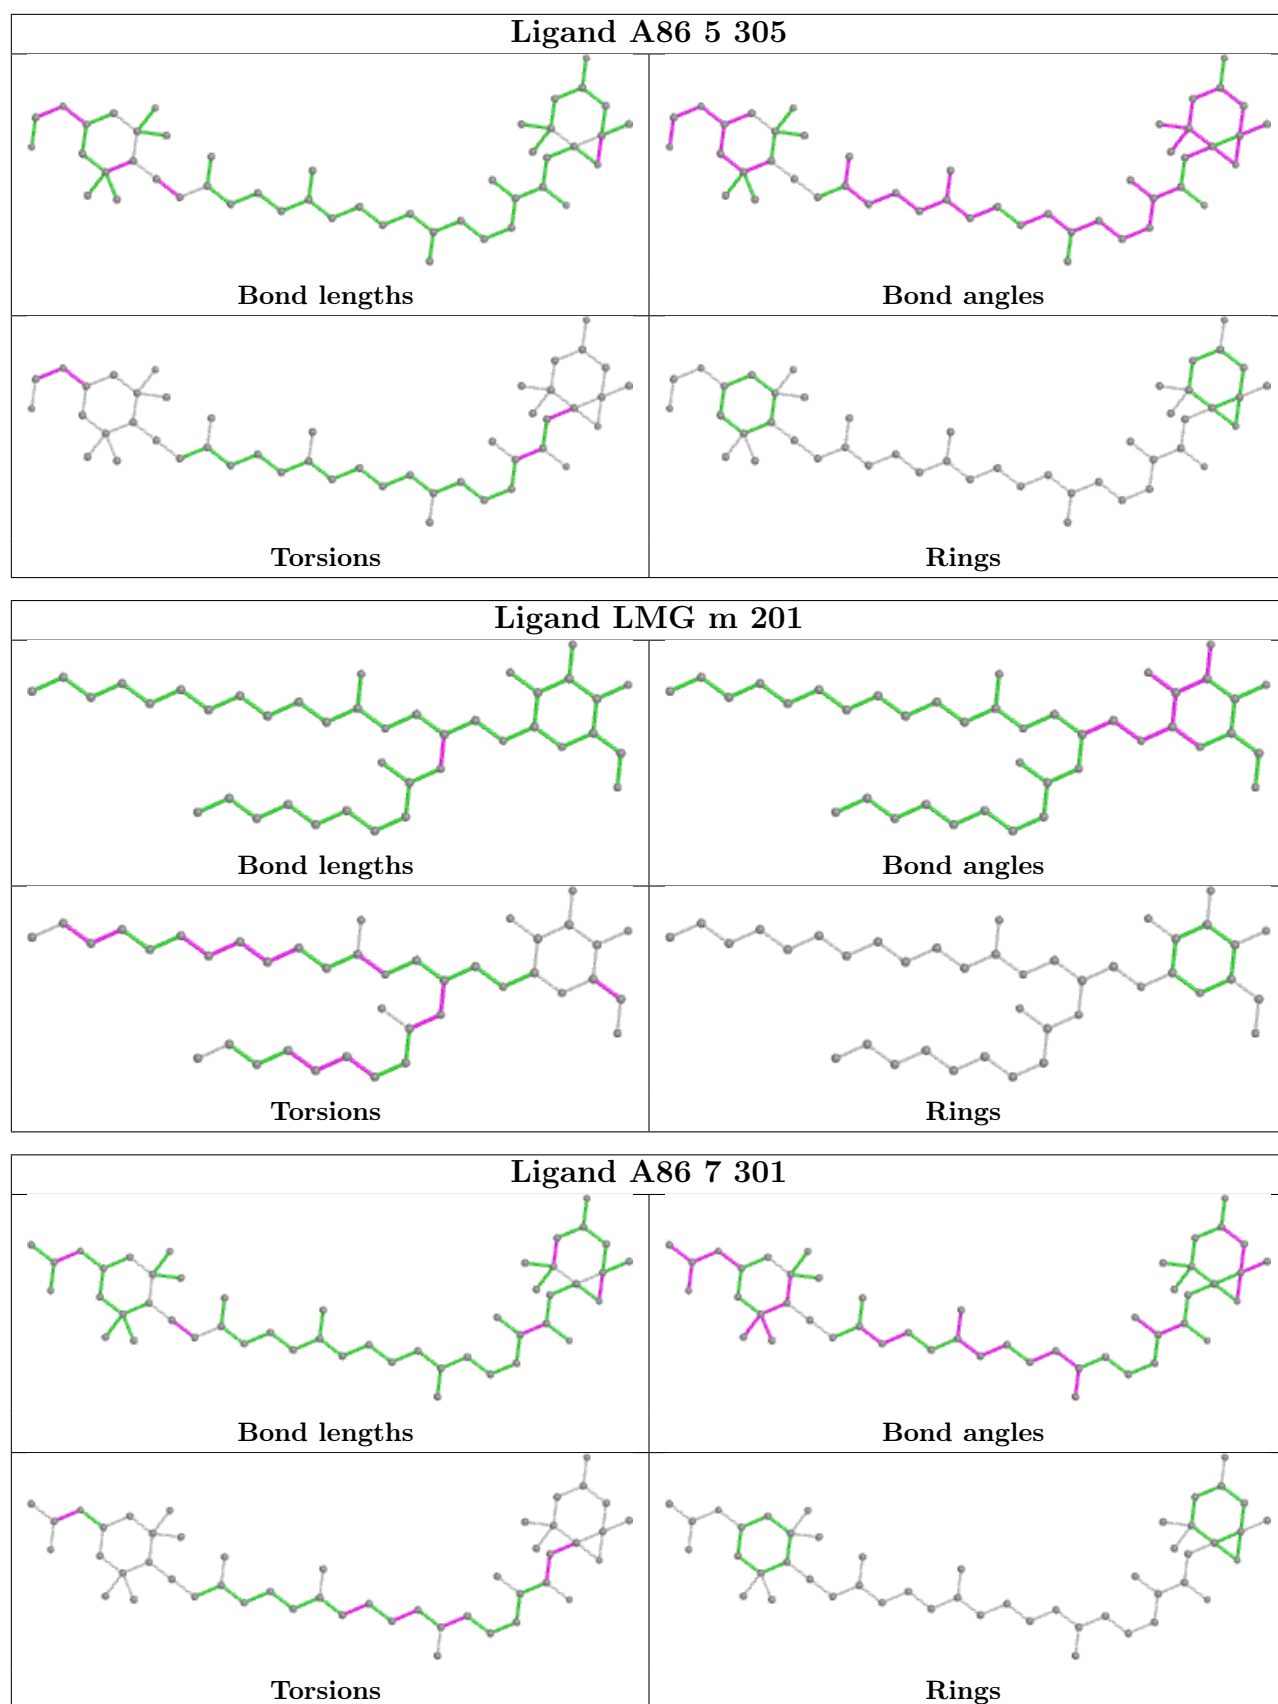 Ligand A86 5 305
Bond lengths
Bond angles
Torsions
Rings
Ligand LMG m 201
Bond lengths
Bond angles
Torsions
Rings
Ligand A86 7 301
Bond lengths
Bond angles
Torsions
Rings